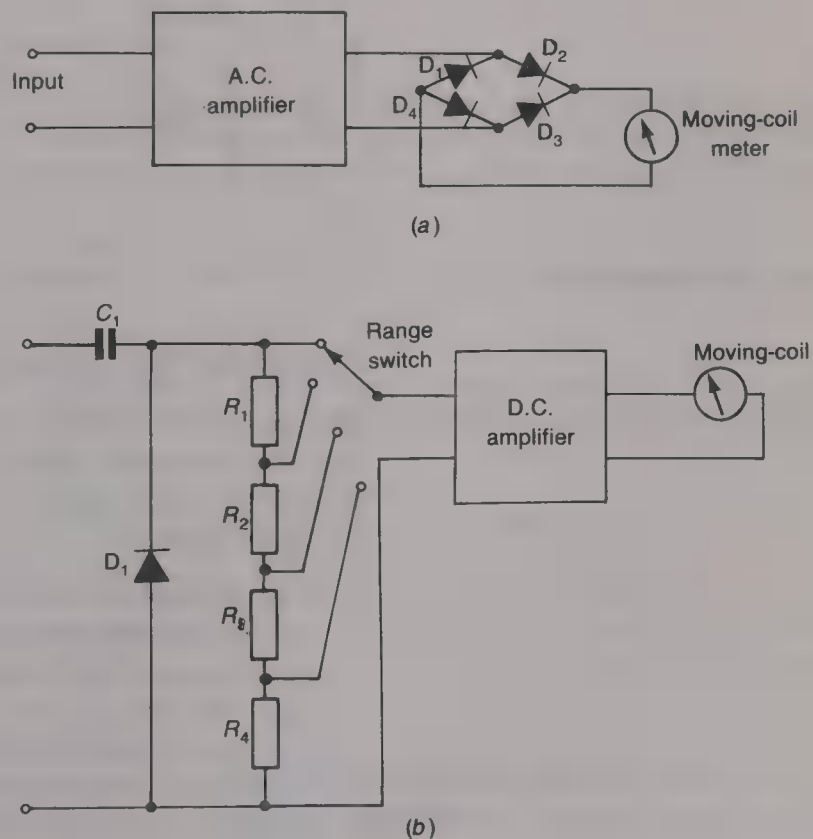 Input
A.C.
amplifier
D₁
D₂
D₄
D₃
Moving-coil
meter
(a)
C₁
Range
switch
Moving-coil
R₁
D.C.
amplifier
R₂
D₁
R₃
R₄
(b)